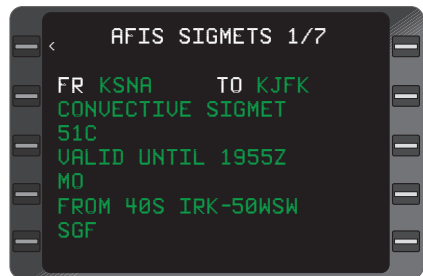 < AFIS SIGMETS 1/7
FR KSNA TO KJFK
CONVECTIVE SIGMET
51C
VALID UNTIL 1955Z
MO
FROM 40S IRK-50WSW
SGF